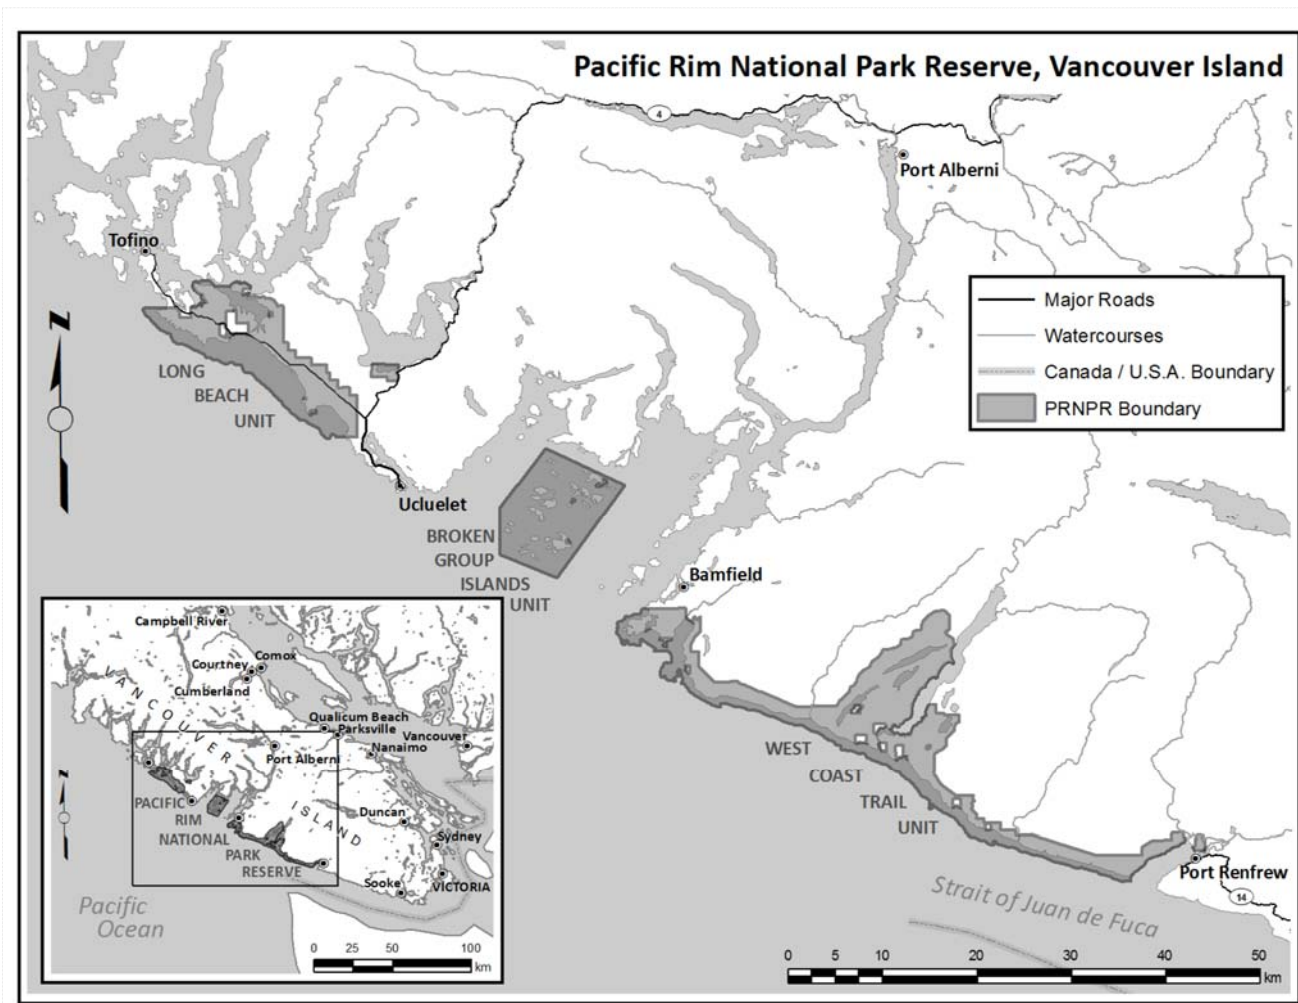 Pacific Rim National Park Reserve, Vancouver Island
4
Port Alberni
Tofino
N
Major Roads
Watercourses
Canada / U.S.A. Boundary
PRNPR Boundary
LONG
BEACH
UNIT
Ucluelet
BROKEN
GROUP
ISLANDS
UNIT
Bamfield
WEST
COAST
TRAIL
UNIT
Port Renfrew
14
Strait of Juan de Fuca
0 5 10 20 30 40 50
km
Campbell River
Courtney
Comox
Cumberland
VANCOUVER
Qualicum Beach
Parksville
Vancouver
Nanaimo
Port Alberni
N
PACIFIC
RIM
NATIONAL
PARK
RESERVE
ISLAND
Duncan
Sydney
VICTORIA
Sooke
Pacific
Ocean
0 25 50 100
km